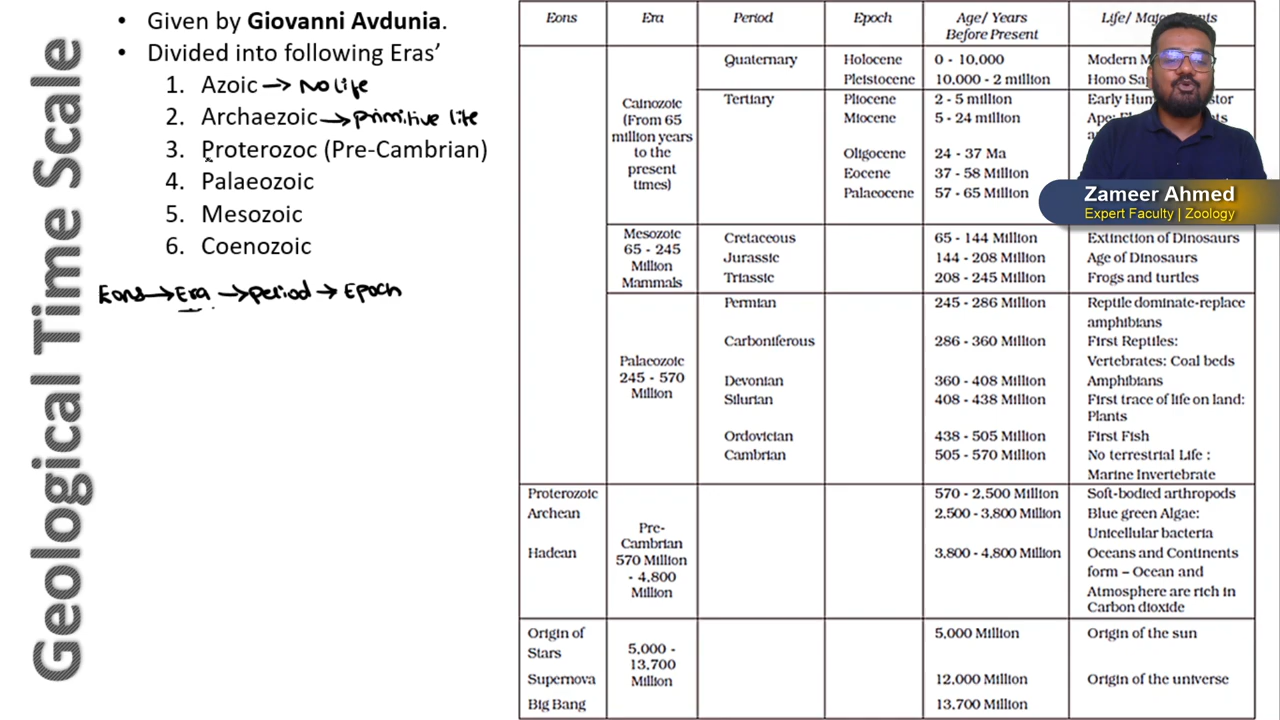 Geological Time Scale
• Given by Giovanni Avdunia.
• Divided into following Eras’
1. Azoic → No life
2. Archaezoic → primitive life
3. Proterozoc (Pre-Cambrian)
4. Palaeozoic
5. Mesozoic
6. Coenozoic
Eons → Era → period → Epoch
Eons Era Period Epoch Age/ Years Before Present Life/
Cainozoic (From 65 million years to the present times)
Quaternary Holocene 0 - 10,000 Modern
Pleistocene 10,000 - 2 million Homo
Tertiary Pliocene 2 - 5 million Early
Miocene 5 - 24 million
Oligocene 24 - 37 Ma
Eocene 37 - 58 Million
Palaeocene 57 - 65 Million
Mesozoic 65 - 245 Million Mammals
Cretaceous 65 - 144 Million Extinction of Dinosaurs
Jurassic 144 - 208 Million Age of Dinosaurs
Triassic 208 - 245 Million Frogs and turtles
Palaeozoic 245 - 570 Million
Permian 245 - 286 Million Reptile dominate-replace amphibians
Carboniferous 286 - 360 Million First Reptiles: Vertebrates: Coal beds
Devonian 360 - 408 Million Amphibians
Silurian 408 - 438 Million First trace of life on land: Plants
Ordovician 438 - 505 Million First Fish
Cambrian 505 - 570 Million No terrestrial Life : Marine Invertebrate
Pre-Cambrian 570 Million - 4,800 Million
Proterozoic 570 - 2,500 Million Soft-bodied arthropods
Archean 2,500 - 3,800 Million Blue green Algae: Unicellular bacteria
Hadean 3,800 - 4,800 Million Oceans and Continents form – Ocean and Atmosphere are rich in Carbon dioxide
5,000 - 13,700 Million
Origin of Stars 5,000 Million Origin of the sun
Supernova 12,000 Million Origin of the universe
Big Bang 13,700 Million
Zameer Ahmed
Expert Faculty | Zoology